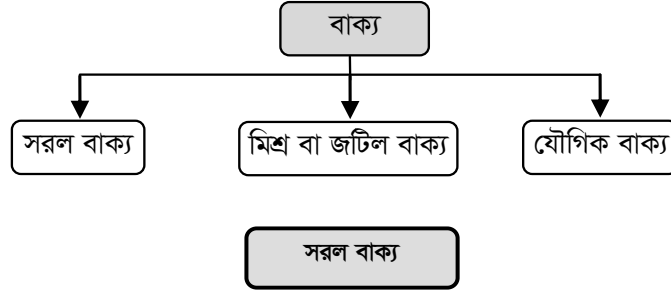 বাক্য
সরল বাক্য
মিশ্র বা জটিল বাক্য
যৌগিক বাক্য
সরল বাক্য